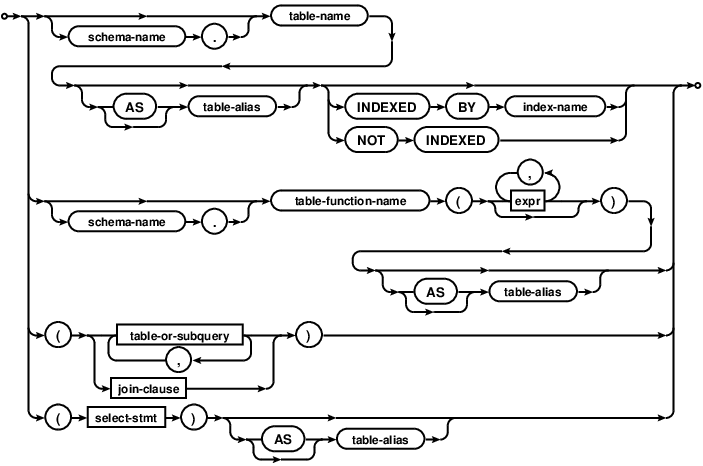 table-name
schema-name .
AS table-alias INDEXED BY index-name
NOT INDEXED
,
schema-name . table-function-name ( expr )
AS table-alias
( table-or-subquery )
,
join-clause
( select-stmt )
AS table-alias